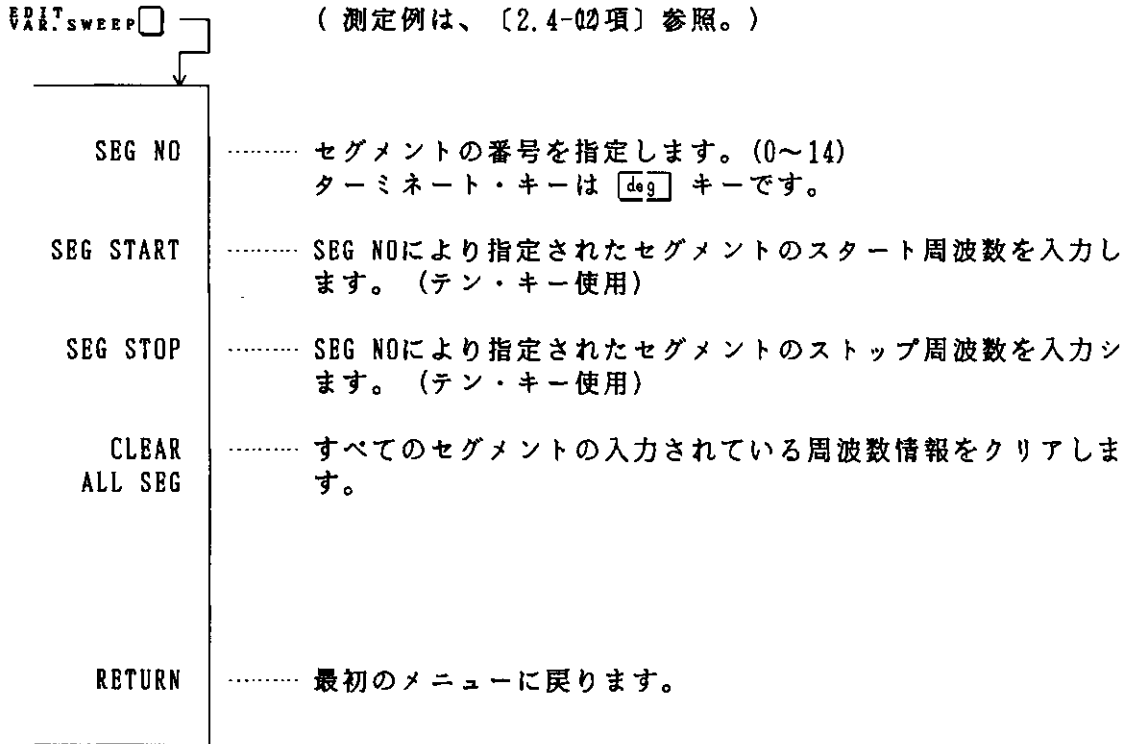 EDIT
VAR. SWEEP
( 測定例は、〔2.4-02項〕参照。)
SEG NO ……… セグメントの番号を指定します。(0〜14)
ターミネート・キーは deg キーです。
SEG START ……… SEG NOにより指定されたセグメントのスタート周波数を入力し
ます。 (テン・キー使用)
SEG STOP ……… SEG NOにより指定されたセグメントのストップ周波数を入力シ
ます。 (テン・キー使用)
CLEAR ……… すべてのセグメントの入力されている周波数情報をクリアしま
ALL SEG す。
RETURN ……… 最初のメニューに戻ります。